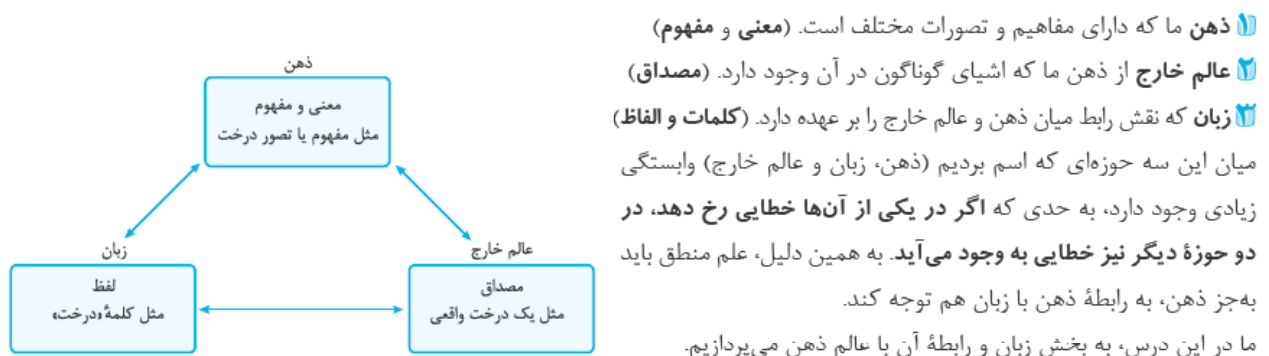 ۱ ذهن ما که دارای مفاهیم و تصورات مختلف است. (معنی و مفهوم)
۲ عالم خارج از ذهن ما که اشیای گوناگون در آن وجود دارد. (مصداق)
۳ زبان که نقش رابط میان ذهن و عالم خارج را بر عهده دارد. (کلمات و الفاظ)
میان این سه حوزه‌ای که اسم بردیم (ذهن، زبان و عالم خارج) وابستگی
زیادی وجود دارد، به حدی که اگر در یکی از آن‌ها خطایی رخ دهد، در
دو حوزهٔ دیگر نیز خطایی به وجود می‌آید. به همین دلیل، علم منطق باید
به‌جز ذهن، به رابطهٔ ذهن با زبان هم توجه کند.
ما در این درس، به بخش زبان و رابطهٔ آن با عالم ذهن می‌پردازیم.
ذهن
معنی و مفهوم
مثل مفهوم یا تصور درخت
عالم خارج
مصداق
مثل یک درخت واقعی
زبان
لفظ
مثل کلمهٔ «درخت»